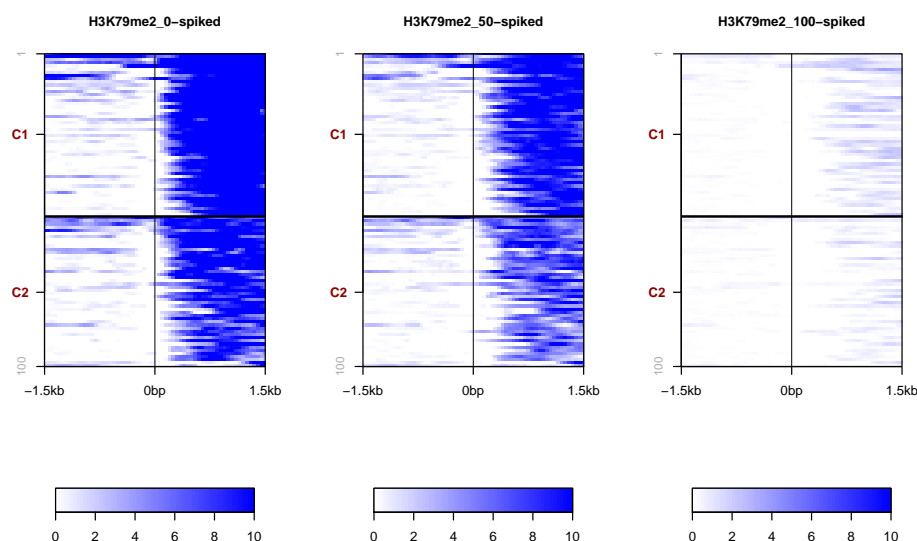 H3K79me2_0−spiked
H3K79me2_50−spiked
H3K79me2_100−spiked
1
1
1
C1
C1
C1
C2
C2
C2
100
100
100
−1.5kb 0bp 1.5kb
−1.5kb 0bp 1.5kb
−1.5kb 0bp 1.5kb
0 2 4 6 8 10
0 2 4 6 8 10
0 2 4 6 8 10